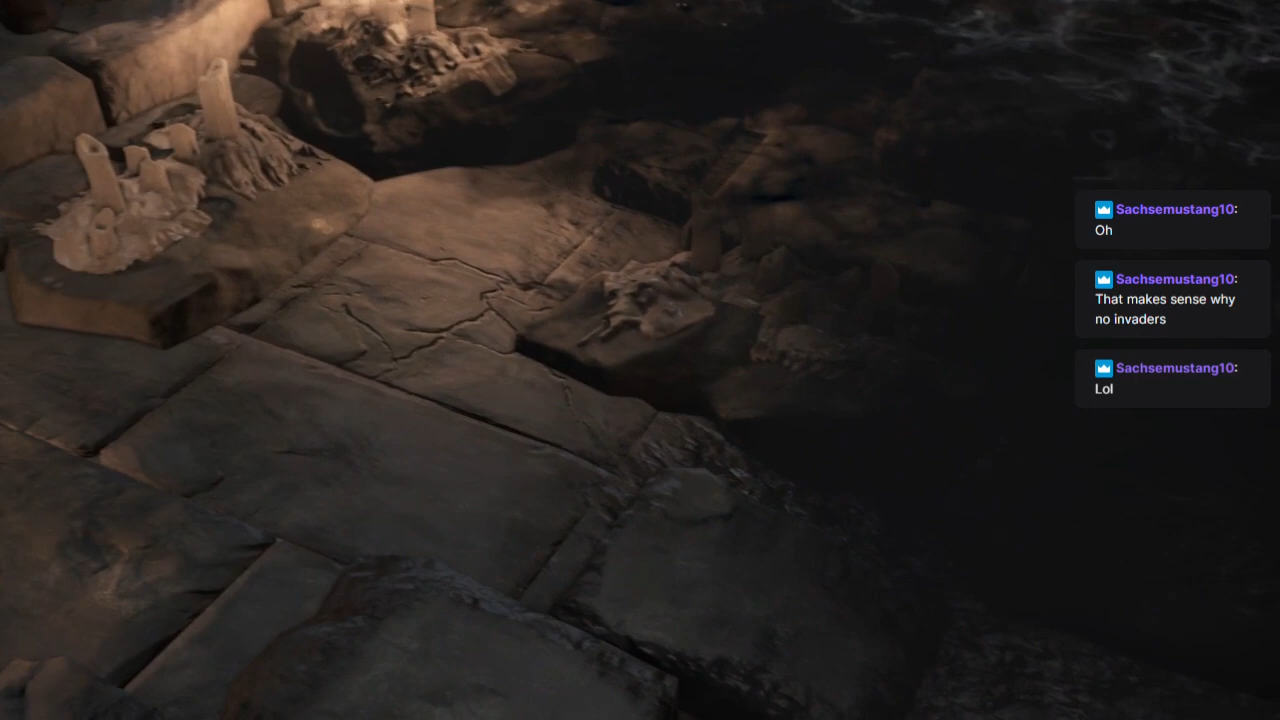 Sachsemustang10:
Oh
Sachsemustang10:
That makes sense why
no invaders
Sachsemustang10:
Lol